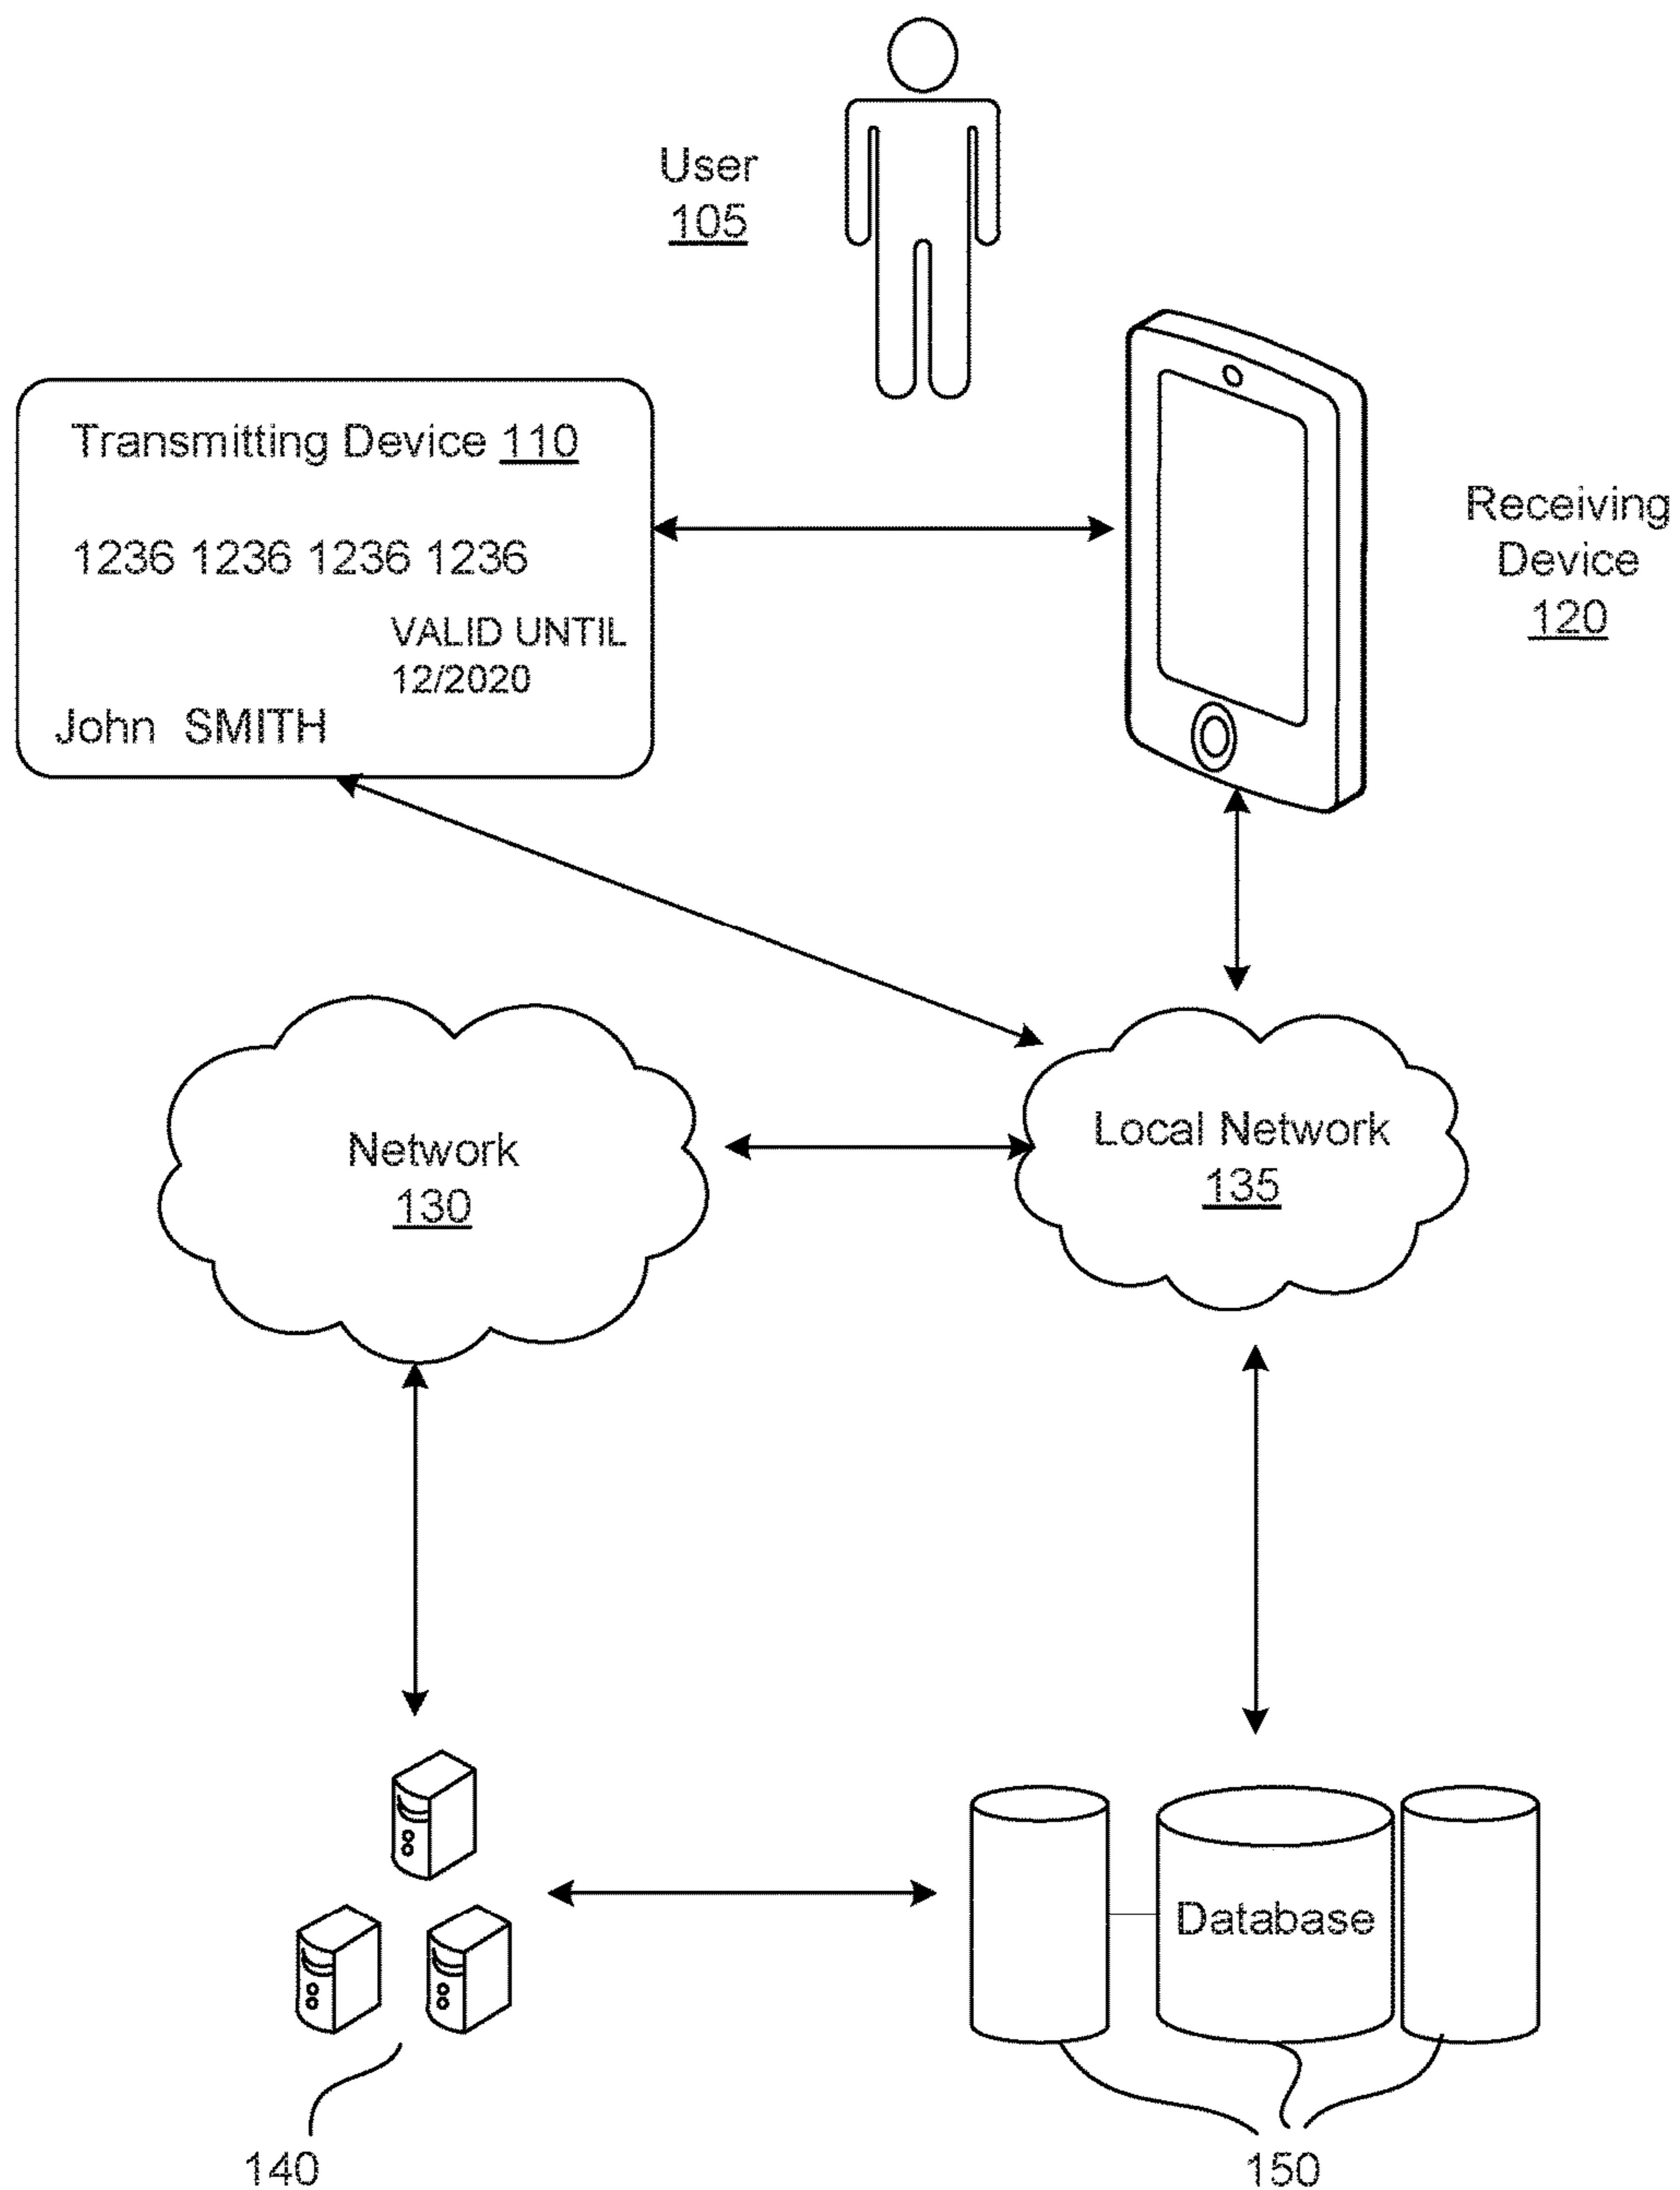 User
105
Transmitting Device 110
1236 1236 1236 1236
VALID UNTIL
12/2020
John SMITH
Receiving
Device
120
Network
130
Local Network
135
Database
140
150